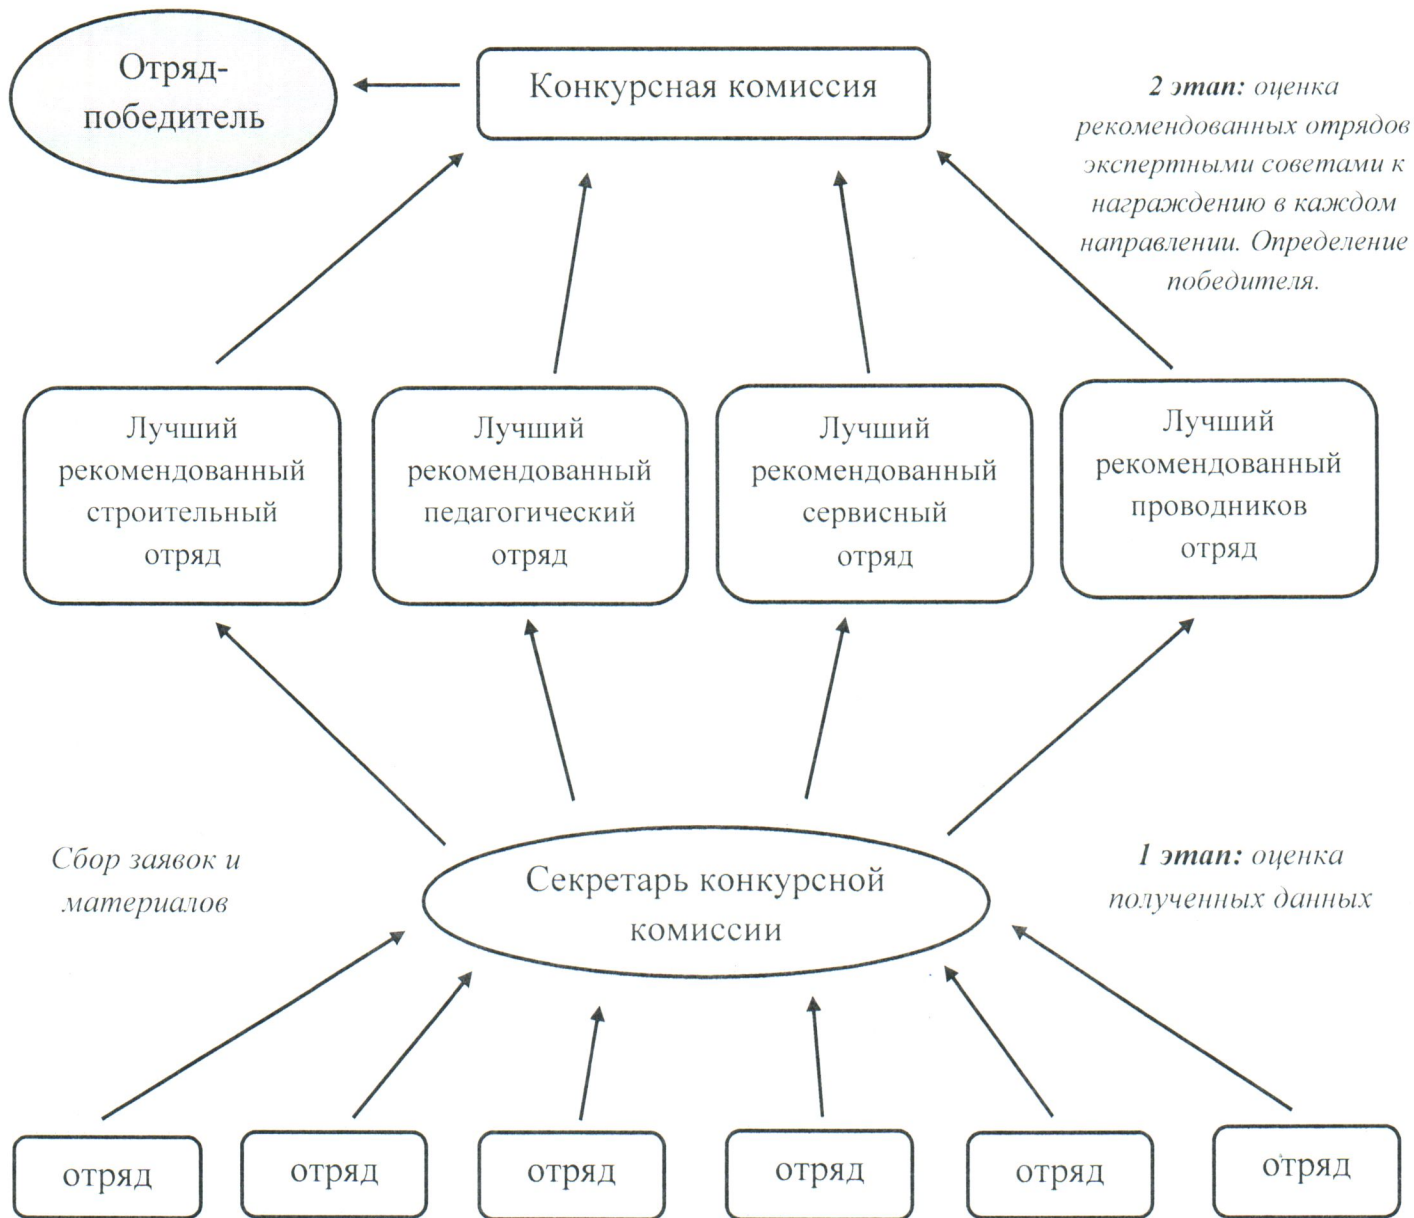 Отряд-
победитель
Конкурсная комиссия
2 этап: оценка
рекомендованных отрядов
экспертными советами к
награждению в каждом
направлении. Определение
победителя.
Лучший
рекомендованный
строительный
отряд
Лучший
рекомендованный
педагогический
отряд
Лучший
рекомендованный
сервисный
отряд
Лучший
рекомендованный
проводников
отряд
Сбор заявок и
материалов
Секретарь конкурсной
комиссии
1 этап: оценка
полученных данных
отряд
отряд
отряд
отряд
отряд
отряд